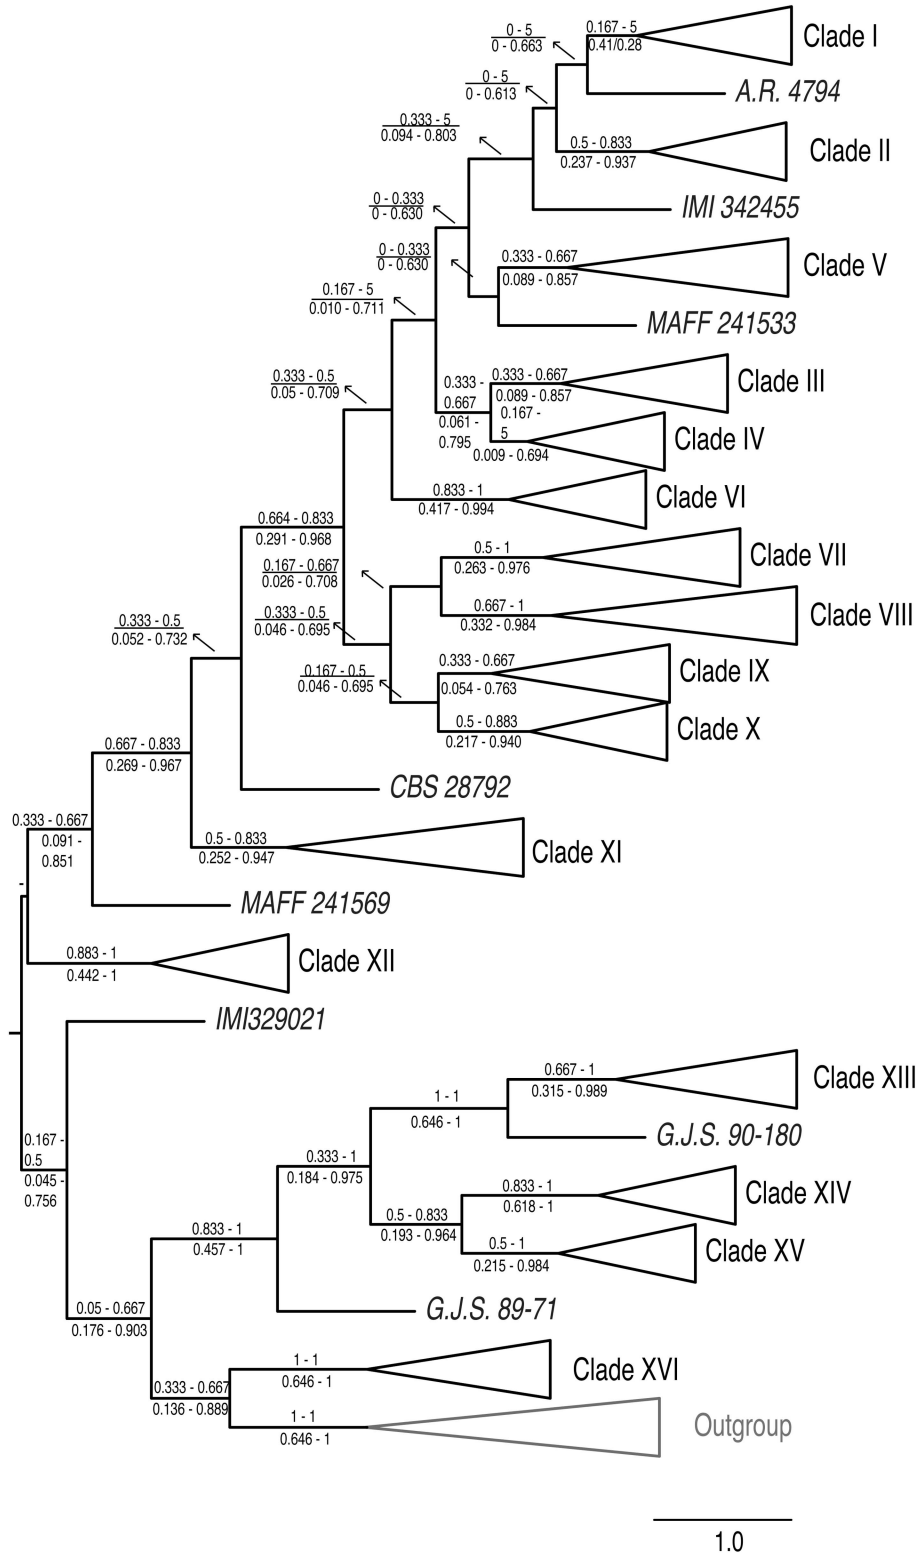 0 - 5
0 - 0.663
0.167 - 5
0.41/0.28
Clade I
0 - 5
0 - 0.613
A.R. 4794
0.333 - 5
0.094 - 0.803
0.5 - 0.833
0.237 - 0.937
Clade II
0 - 0.333
0 - 0.630
IMI 342455
0 - 0.333
0 - 0.630
0.333 - 0.667
0.089 - 0.857
Clade V
0.167 - 5
0.010 - 0.711
MAFF 241533
0.333 - 0.5
0.05 - 0.709
0.333 -
0.667
0.061 -
0.795
0.333 - 0.667
0.089 - 0.857
Clade III
0.167 -
5
0.009 - 0.694
Clade IV
0.833 - 1
0.417 - 0.994
Clade VI
0.664 - 0.833
0.291 - 0.968
0.5 - 1
0.263 - 0.976
Clade VII
0.167 - 0.667
0.026 - 0.708
0.667 - 1
0.332 - 0.984
Clade VIII
0.333 - 0.5
0.046 - 0.695
0.333 - 0.5
0.052 - 0.732
0.333 - 0.667
0.054 - 0.763
Clade IX
0.167 - 0.5
0.046 - 0.695
0.5 - 0.883
0.217 - 0.940
Clade X
0.667 - 0.833
0.269 - 0.967
CBS 28792
0.333 - 0.667
0.091 -
0.851
0.5 - 0.833
0.252 - 0.947
Clade XI
-
MAFF 241569
0.883 - 1
0.442 - 1
Clade XII
IMI329021
0.667 - 1
0.315 - 0.989
Clade XIII
1 - 1
0.646 - 1
G.J.S. 90-180
0.167 -
0.5
0.045 -
0.756
0.333 - 1
0.184 - 0.975
0.833 - 1
0.618 - 1
Clade XIV
0.5 - 0.833
0.193 - 0.964
0.833 - 1
0.457 - 1
0.5 - 1
0.215 - 0.984
Clade XV
0.05 - 0.667
0.176 - 0.903
G.J.S. 89-71
1 - 1
0.646 - 1
Clade XVI
0.333 - 0.667
0.136 - 0.889
1 - 1
0.646 - 1
Outgroup
1.0